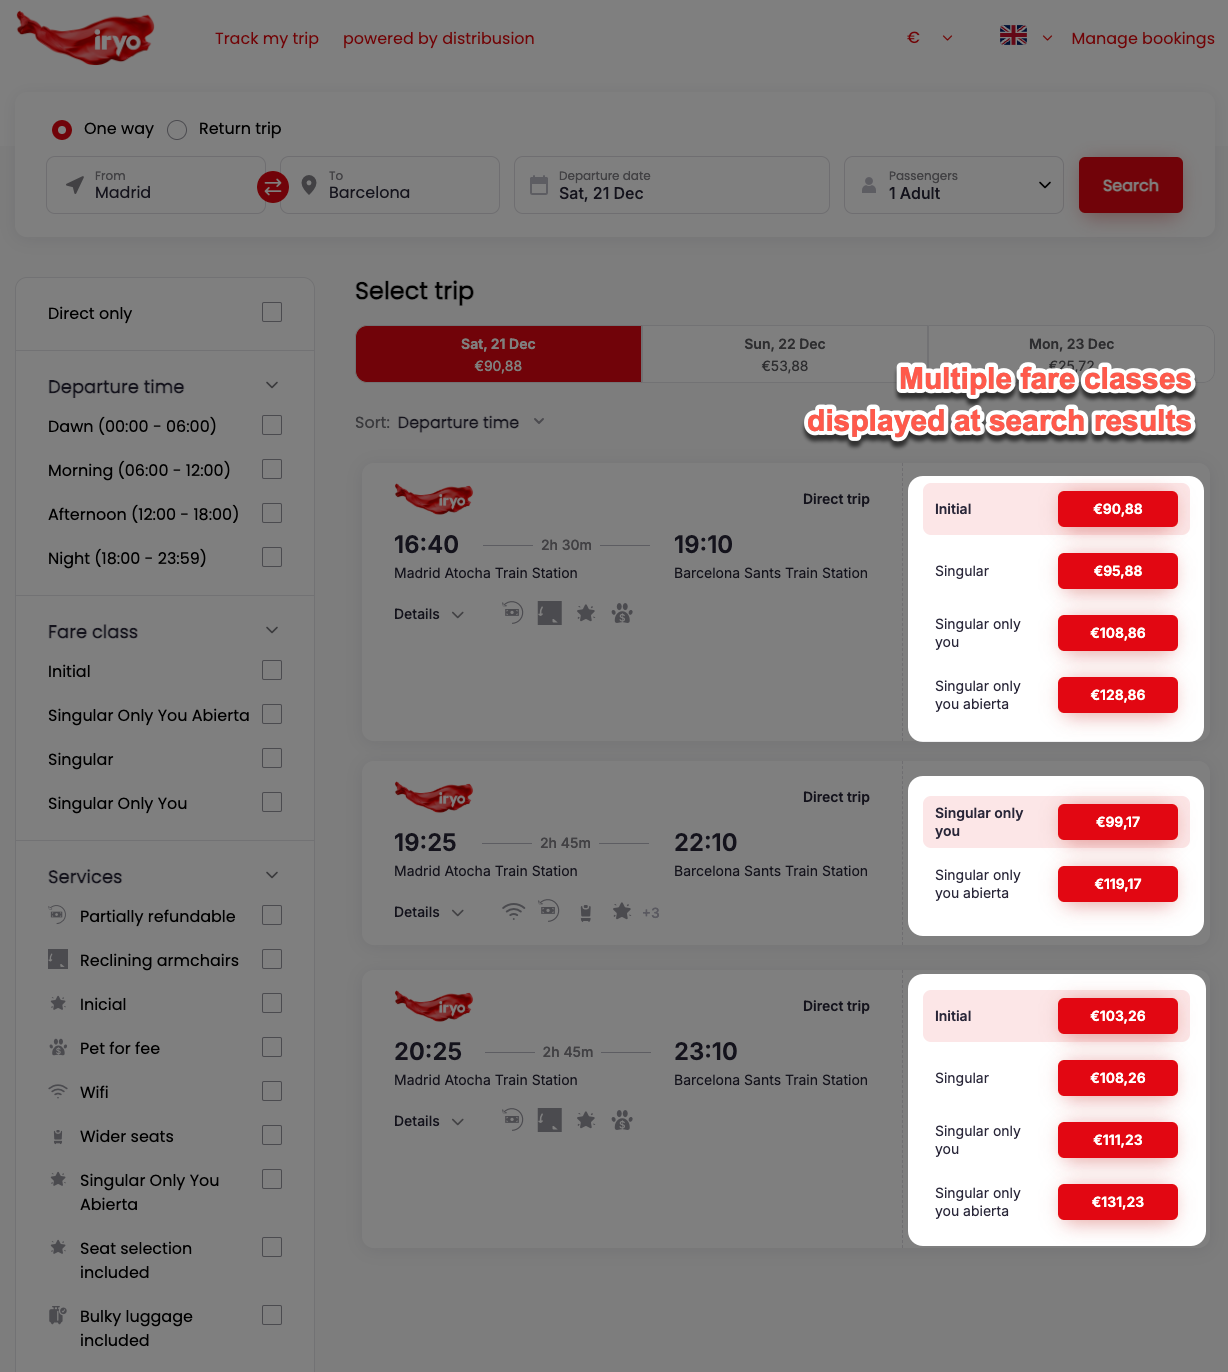 iryo
Track my trip
powered by distribusion
€
Manage bookings
One way
Return trip
From
Madrid
To
Barcelona
Departure date
Sat, 21 Dec
Passengers
1 Adult
Search
Direct only
Departure time
Dawn (00:00 - 06:00)
Morning (06:00 - 12:00)
Afternoon (12:00 - 18:00)
Night (18:00 - 23:59)
Fare class
Initial
Singular Only You Abierta
Singular
Singular Only You
Services
Partially refundable
Reclining armchairs
Inicial
Pet for fee
Wifi
Wider seats
Singular Only You
Abierta
Seat selection
included
Bulky luggage
included
Select trip
Sat, 21 Dec
€90,88
Sun, 22 Dec
€53,88
Mon, 23 Dec
€25,72
Multiple fare classes
displayed at search results
Sort: Departure time
iryo
Direct trip
16:40
2h 30m
19:10
Madrid Atocha Train Station
Barcelona Sants Train Station
Details
Initial
€90,88
Singular
€95,88
Singular only
you
€108,86
Singular only
you abierta
€128,86
iryo
Direct trip
19:25
2h 45m
22:10
Madrid Atocha Train Station
Barcelona Sants Train Station
Details
+3
Singular only
you
€99,17
Singular only
you abierta
€119,17
iryo
Direct trip
20:25
2h 45m
23:10
Madrid Atocha Train Station
Barcelona Sants Train Station
Details
Initial
€103,26
Singular
€108,26
Singular only
you
€111,23
Singular only
you abierta
€131,23